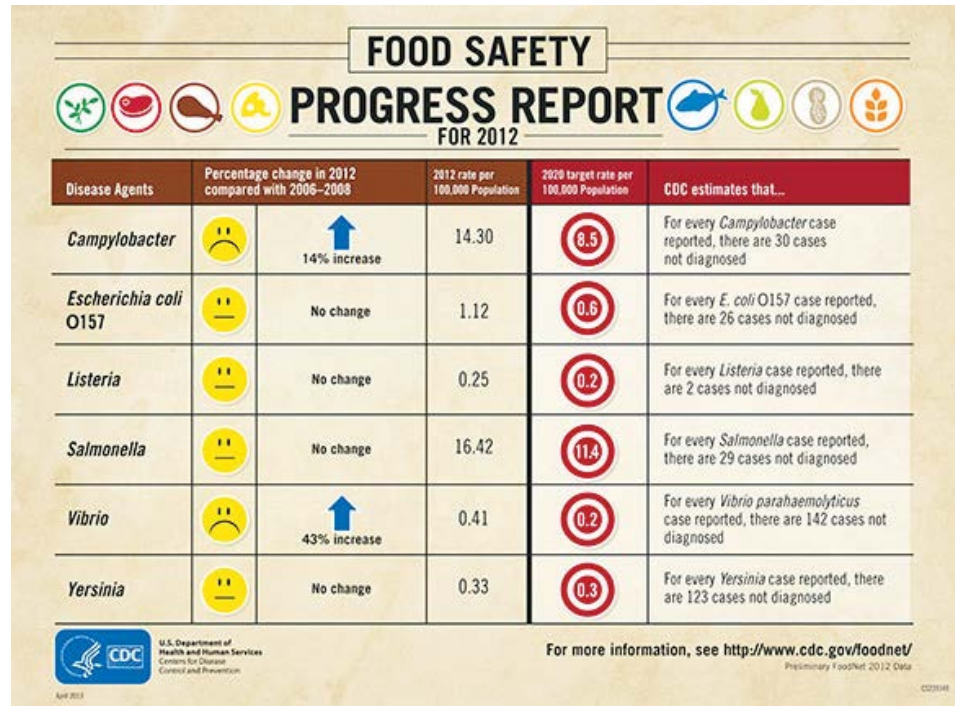 FOOD SAFETY
PROGRESS REPORT
FOR 2012
Disease Agents
Percentage change in 2012
compared with 2006–2008
2012 rate per
100,000 Population
2020 target rate per
100,000 Population
CDC estimates that...
Campylobacter
14% increase
14.30
8.5
For every Campylobacter case
reported, there are 30 cases
not diagnosed
Escherichia coli
O157
No change
1.12
0.6
For every E. coli O157 case reported,
there are 26 cases not diagnosed
Listeria
No change
0.25
0.2
For every Listeria case reported, there
are 2 cases not diagnosed
Salmonella
No change
16.42
11.4
For every Salmonella case reported,
there are 29 cases not diagnosed
Vibrio
43% increase
0.41
0.2
For every Vibrio parahaemolyticus
case reported, there are 142 cases not
diagnosed
Yersinia
No change
0.33
0.3
For every Yersinia case reported, there
are 123 cases not diagnosed
CDC
U.S. Department of
Health and Human Services
Centers for Disease
Control and Prevention
For more information, see http://www.cdc.gov/foodnet/
Preliminary FoodNet 2012 Data
April 2013